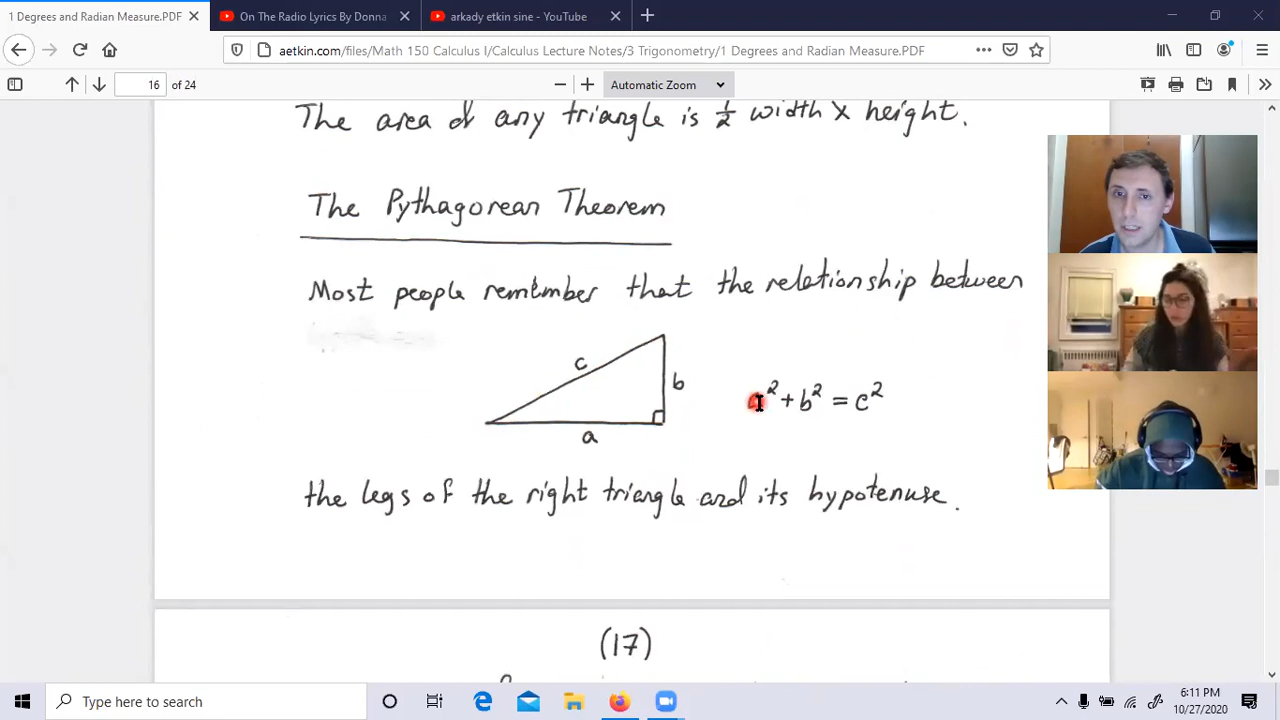 1 Degrees and Radian Measure.PDF
On The Radio Lyrics By Donna
arkady etkin sine - YouTube
aetkin.com/files/Math 150 Calculus I/Calculus Lecture Notes/3 Trigonometry/1 Degrees and Radian Measure.PDF
16 of 24
Automatic Zoom
The area of any triangle is 1/2 width x height.
The Pythagorean Theorem
Most people remember that the relationship between
c
b
a
a² + b² = c²
the legs of the right triangle and its hypotenuse.
(17)
Type here to search
6:11 PM
10/27/2020